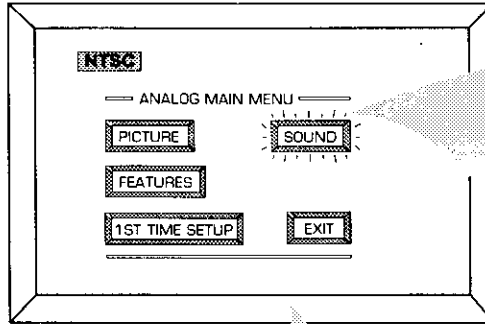 NTSC
ANALOG MAIN MENU
PICTURE SOUND
FEATURES
1ST TIME SETUP EXIT